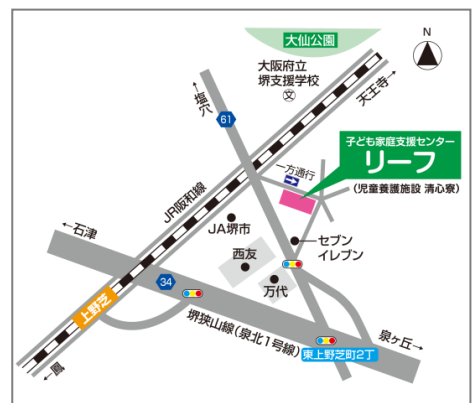 大仙公園
N
大阪府立
堺支援学校
文
←塩穴
天王寺→
61
子ども家庭支援センター
リーフ
(児童養護施設 清心寮)
一方通行
JR阪和線
←石津
JA堺市
セブン
イレブン
西友
34
万代
上野芝
堺狭山線(泉北1号線)
泉ヶ丘→
東上野芝町2丁
←鳳